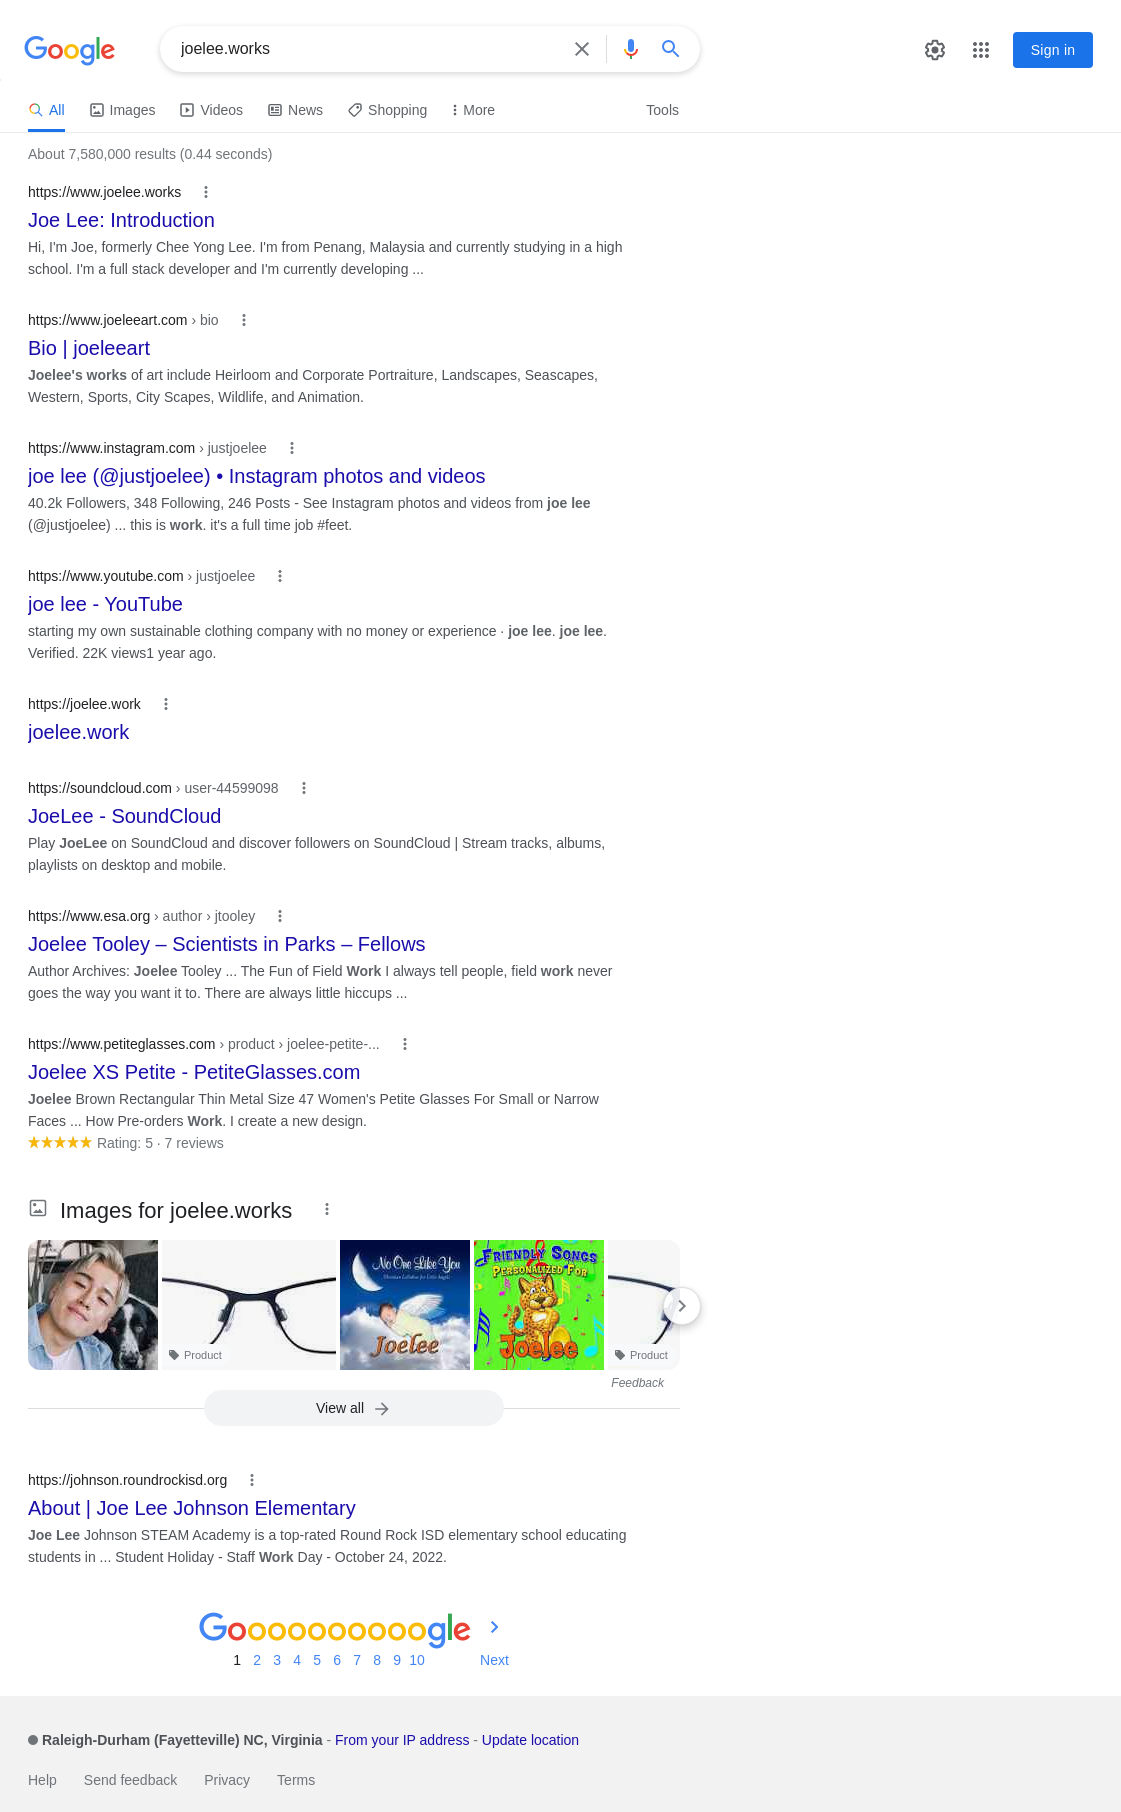 Google
joelee.works
Sign in
All
Images
Videos
News
Shopping
More
Tools
About 7,580,000 results (0.44 seconds)
https://www.joelee.works
Joe Lee: Introduction
Hi, I'm Joe, formerly Chee Yong Lee. I'm from Penang, Malaysia and currently studying in a high
school. I'm a full stack developer and I'm currently developing ...
https://www.joeleeart.com › bio
Bio | joeleeart
Joelee's works of art include Heirloom and Corporate Portraiture, Landscapes, Seascapes,
Western, Sports, City Scapes, Wildlife, and Animation.
https://www.instagram.com › justjoelee
joe lee (@justjoelee) • Instagram photos and videos
40.2k Followers, 348 Following, 246 Posts - See Instagram photos and videos from joe lee
(@justjoelee) ... this is work. it's a full time job #feet.
https://www.youtube.com › justjoelee
joe lee - YouTube
starting my own sustainable clothing company with no money or experience · joe lee. joe lee.
Verified. 22K views1 year ago.
https://joelee.work
joelee.work
https://soundcloud.com › user-44599098
JoeLee - SoundCloud
Play JoeLee on SoundCloud and discover followers on SoundCloud | Stream tracks, albums,
playlists on desktop and mobile.
https://www.esa.org › author › jtooley
Joelee Tooley – Scientists in Parks – Fellows
Author Archives: Joelee Tooley ... The Fun of Field Work I always tell people, field work never
goes the way you want it to. There are always little hiccups ...
https://www.petiteglasses.com › product › joelee-petite-...
Joelee XS Petite - PetiteGlasses.com
Joelee Brown Rectangular Thin Metal Size 47 Women's Petite Glasses For Small or Narrow
Faces ... How Pre-orders Work. I create a new design.
Rating: 5 · 7 reviews
Images for joelee.works
Product
No One Like You
Christian Lullabies for Little Angels
Joelee
FRIENDLY SONGS
PERSONALIZED FOR
Joelee
Product
Feedback
View all
https://johnson.roundrockisd.org
About | Joe Lee Johnson Elementary
Joe Lee Johnson STEAM Academy is a top-rated Round Rock ISD elementary school educating
students in ... Student Holiday - Staff Work Day - October 24, 2022.
Goooooooooogle
1 2 3 4 5 6 7 8 9 10 Next
Raleigh-Durham (Fayetteville) NC, Virginia - From your IP address - Update location
Help Send feedback Privacy Terms